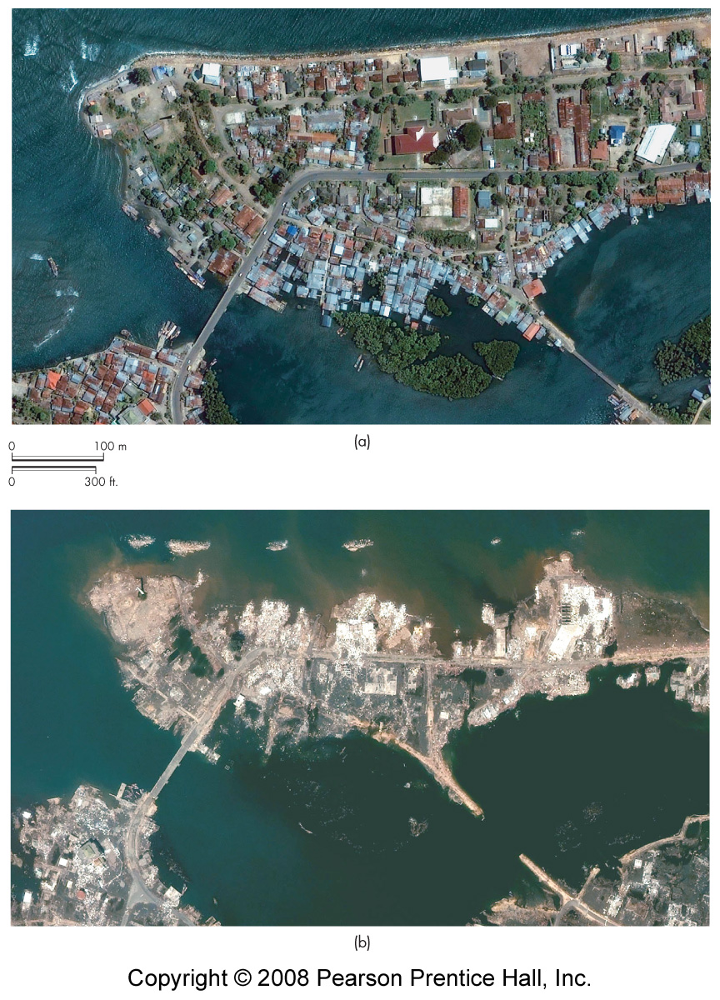 (a)
0 100 m
0 300 ft.
(b)
Copyright © 2008 Pearson Prentice Hall, Inc.